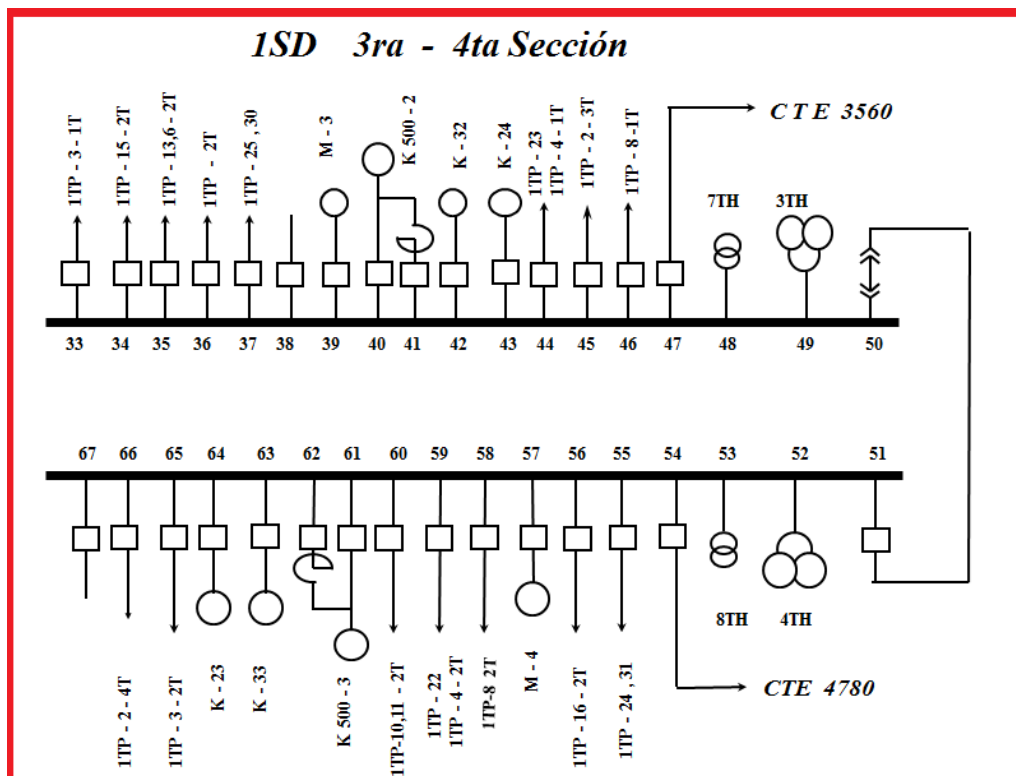 1SD 3ra - 4ta Sección
1TP - 3 - 1T
1TP - 15 - 2T
1TP - 13,6 - 2T
1TP - 2T
1TP - 25 , 30
M - 3
K 500 - 2
K - 32
K - 24
1TP - 23
1TP - 4 - 1T
1TP - 2 - 3T
1TP - 8 -1T
C T E 3560
7TH
3TH
33 34 35 36 37 38 39 40 41 42 43 44 45 46 47 48 49 50
67 66 65 64 63 62 61 60 59 58 57 56 55 54 53 52 51
1TP - 2 - 4T
1TP - 3 - 2T
K - 23
K - 33
K 500 - 3
1TP-10,11 - 2T
1TP - 22
1TP - 4 - 2T
1TP-8 2T
M - 4
1TP - 16 - 2T
1TP - 24 , 31
8TH
4TH
CTE 4780